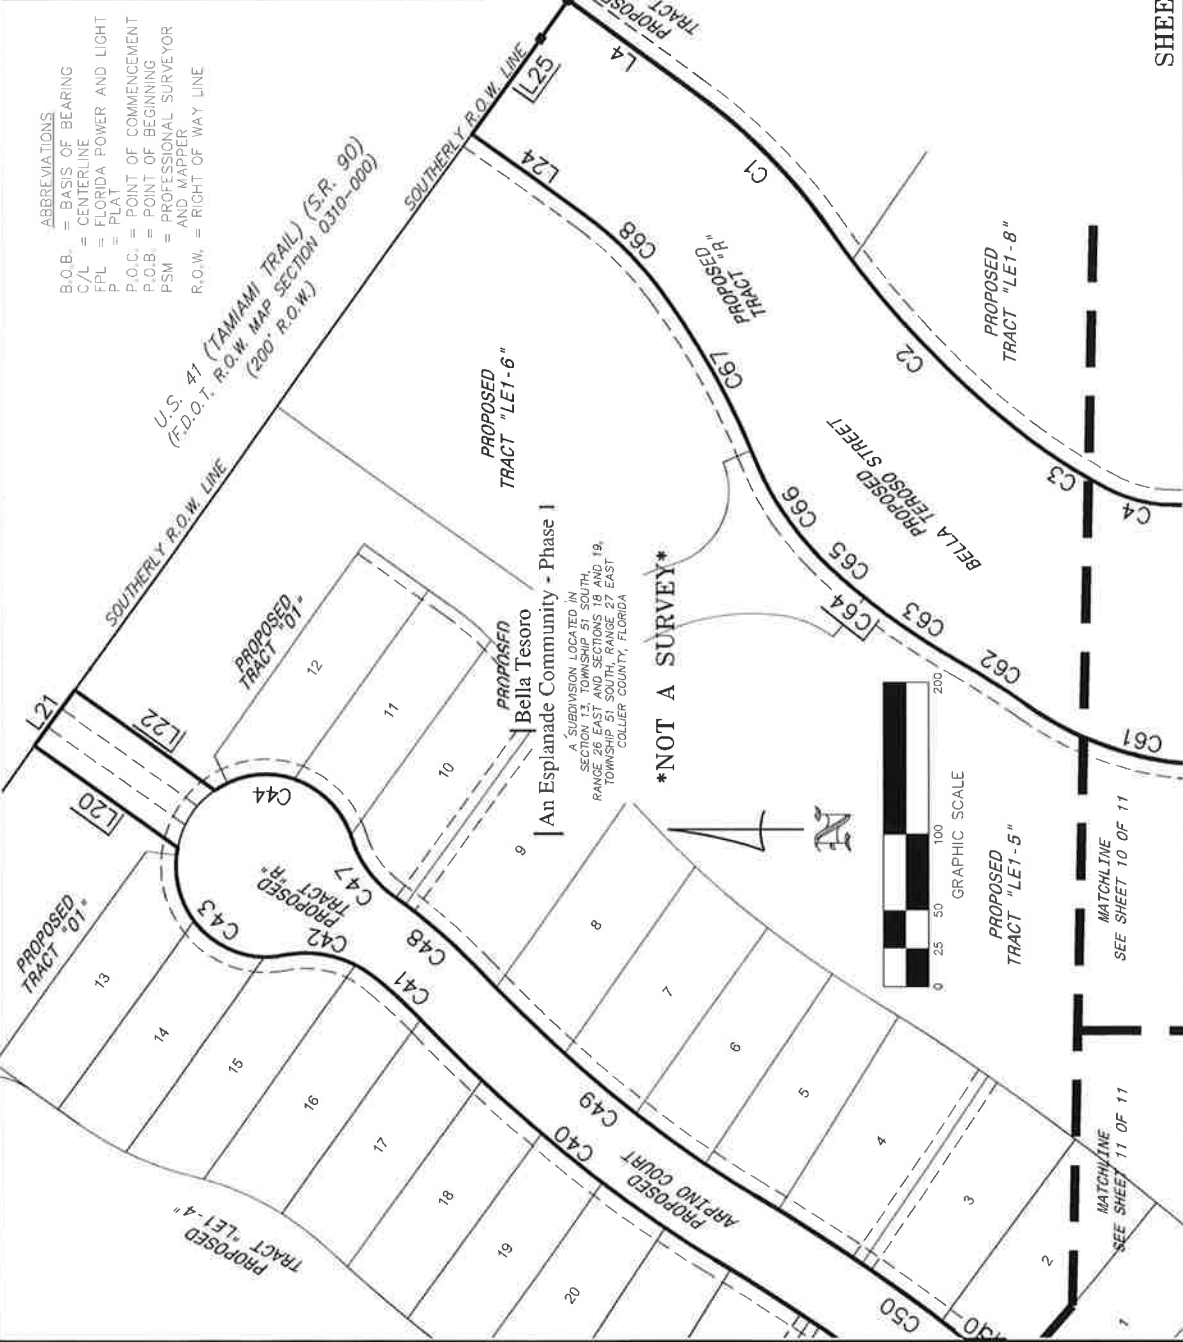 ABBREVIATIONS
B.O.B. = BASIS OF BEARING
C/L = CENTERLINE
FPL = FLORIDA POWER AND LIGHT
P = PLAT
P.O.C. = POINT OF COMMENCEMENT
P.O.B. = POINT OF BEGINNING
PSM = PROFESSIONAL SURVEYOR
AND MAPPER
R.O.W. = RIGHT OF WAY LINE
U.S. 41 (TAMIAMI TRAIL) (S.R. 90)
(F.D.O.T. R.O.W. MAP SECTION 0310-000)
(200' R.O.W.)
SOUTHERLY R.O.W. LINE
SOUTHERLY R.O.W. LINE
L25
L4
PROPOSED
TRACT
SHEE
L24
C1
C68
PROPOSED
TRACT "R"
C67
C2
PROPOSED
TRACT "LE1-8"
PROPOSED
TRACT "LE1-6"
C66
C65
C64
C63
C62
C61
PROPOSED
BELLA TEROSO STREET
C3
C4
PROPOSED
TRACT "01"
L21
L22
L20
12
11
10
9
PROPOSED
Bella Tesoro
An Esplanade Community - Phase 1
A SUBDIVISION LOCATED IN
SECTION 13, TOWNSHIP 51 SOUTH,
RANGE 26 EAST AND SECTIONS 18 AND 19,
TOWNSHIP 51 SOUTH, RANGE 27 EAST
COLLIER COUNTY, FLORIDA
*NOT A SURVEY*
N
0 25 50 100 200
GRAPHIC SCALE
PROPOSED
TRACT "LE1-5"
MATCHLINE
SEE SHEET 10 OF 11
MATCHLINE
SEE SHEET 11 OF 11
PROPOSED
TRACT "01"
C44
C43
PROPOSED
TRACT "R"
C47
C42
C48
C41
13
14
15
16
17
18
19
20
8
7
6
5
4
3
2
1
C49
C40
PROPOSED
ARPINO COURT
PROPOSED
TRACT "LE1-4"
C50